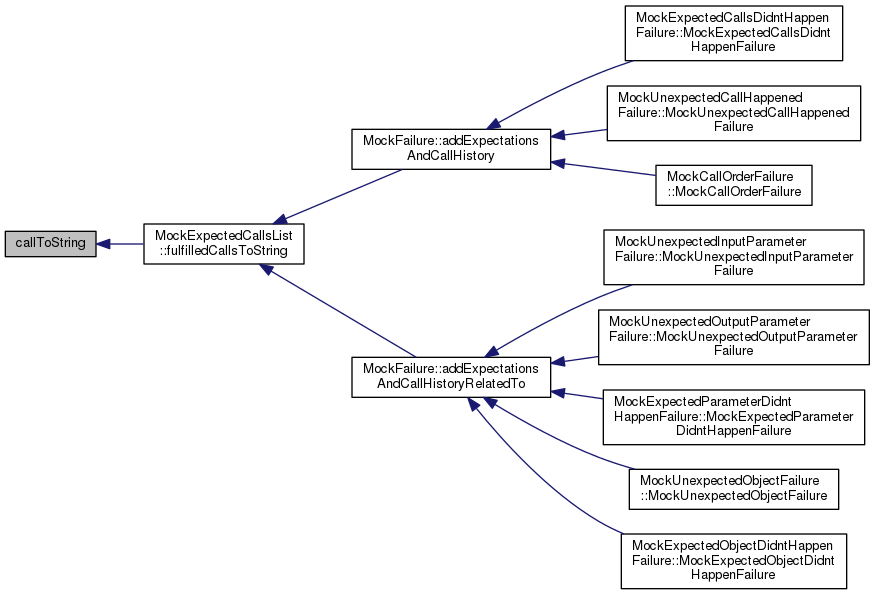 callToString
MockExpectedCallsList
::fulfilledCallsToString
MockFailure::addExpectations
AndCallHistory
MockExpectedCallsDidntHappen
Failure::MockExpectedCallsDidnt
HappenFailure
MockUnexpectedCallHappened
Failure::MockUnexpectedCallHappened
Failure
MockCallOrderFailure
::MockCallOrderFailure
MockFailure::addExpectations
AndCallHistoryRelatedTo
MockUnexpectedInputParameter
Failure::MockUnexpectedInputParameter
Failure
MockUnexpectedOutputParameter
Failure::MockUnexpectedOutputParameter
Failure
MockExpectedParameterDidnt
HappenFailure::MockExpectedParameter
DidntHappenFailure
MockUnexpectedObjectFailure
::MockUnexpectedObjectFailure
MockExpectedObjectDidntHappen
Failure::MockExpectedObjectDidnt
HappenFailure